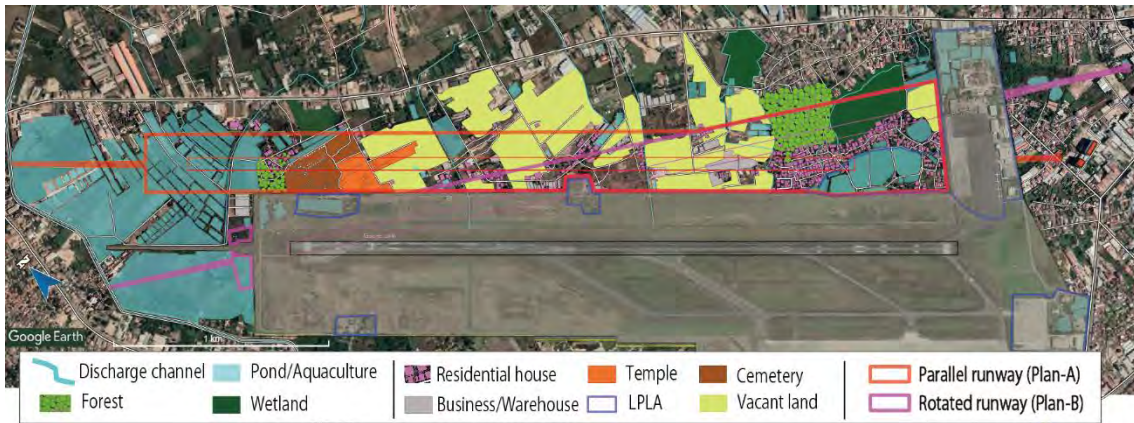 N
Google Earth
1 km
Discharge channel
Pond/Aquaculture
Residential house
Temple
Cemetery
Parallel runway (Plan-A)
Forest
Wetland
Business/Warehouse
LPLA
Vacant land
Rotated runway (Plan-B)